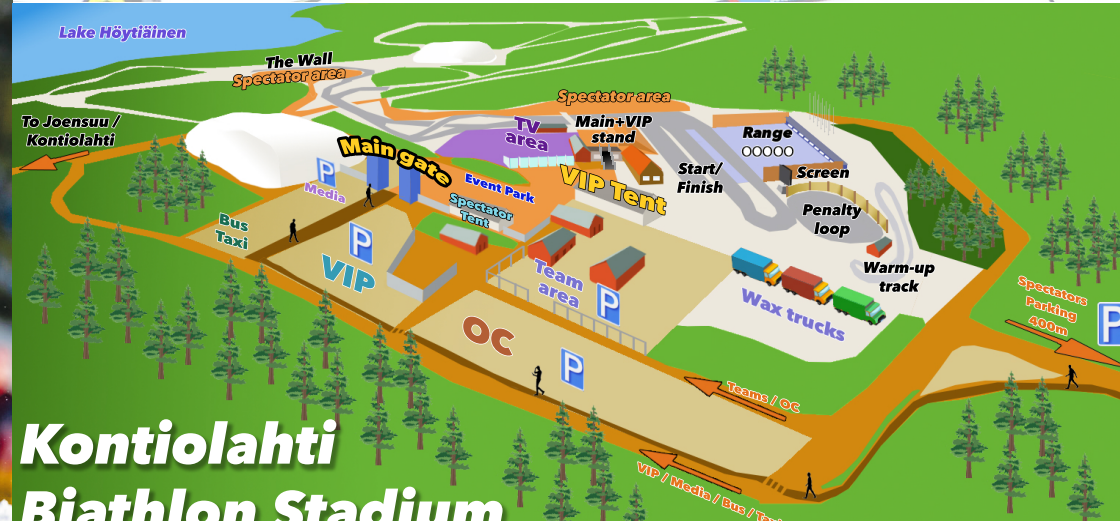 Lake Höytiäinen
The Wall
Spectator area
Spectator area
To Joensuu /
Kontiolahti
TV
area
Main+VIP
stand
Range
Main gate
Start/
Finish
Screen
P
Media
Event Park
VIP Tent
Spectator
Tent
Penalty
loop
Bus
Taxi
P
VIP
Team
area
P
Warm-up
track
Wax trucks
Spectators
Parking
400m
P
OC
P
Teams / OC
VIP / Media / Bus / Taxi
Kontiolahti
Biathlon Stadium